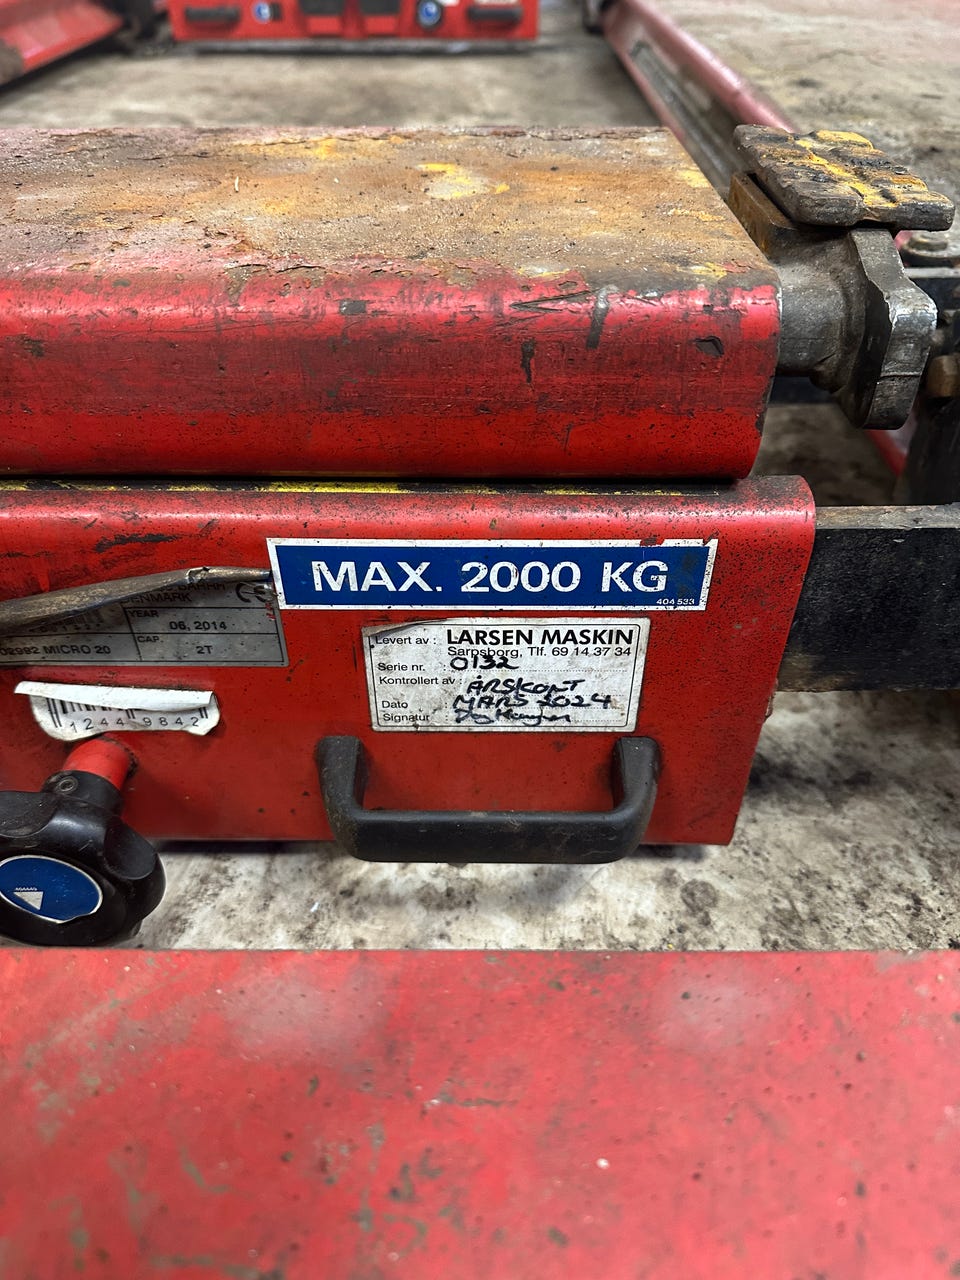 MAX. 2000 KG
404 533
ENMARK
CE
YEAR
06. 2014
02982 MICRO 20
CAP.
2T
Levert av : LARSEN MASKIN
Sarpsborg, Tlf. 69 14 37 34
Serie nr. : 0132
Kontrollert av : ÅRSKONT
Dato : MARS 2024
Signatur :
1244 9842